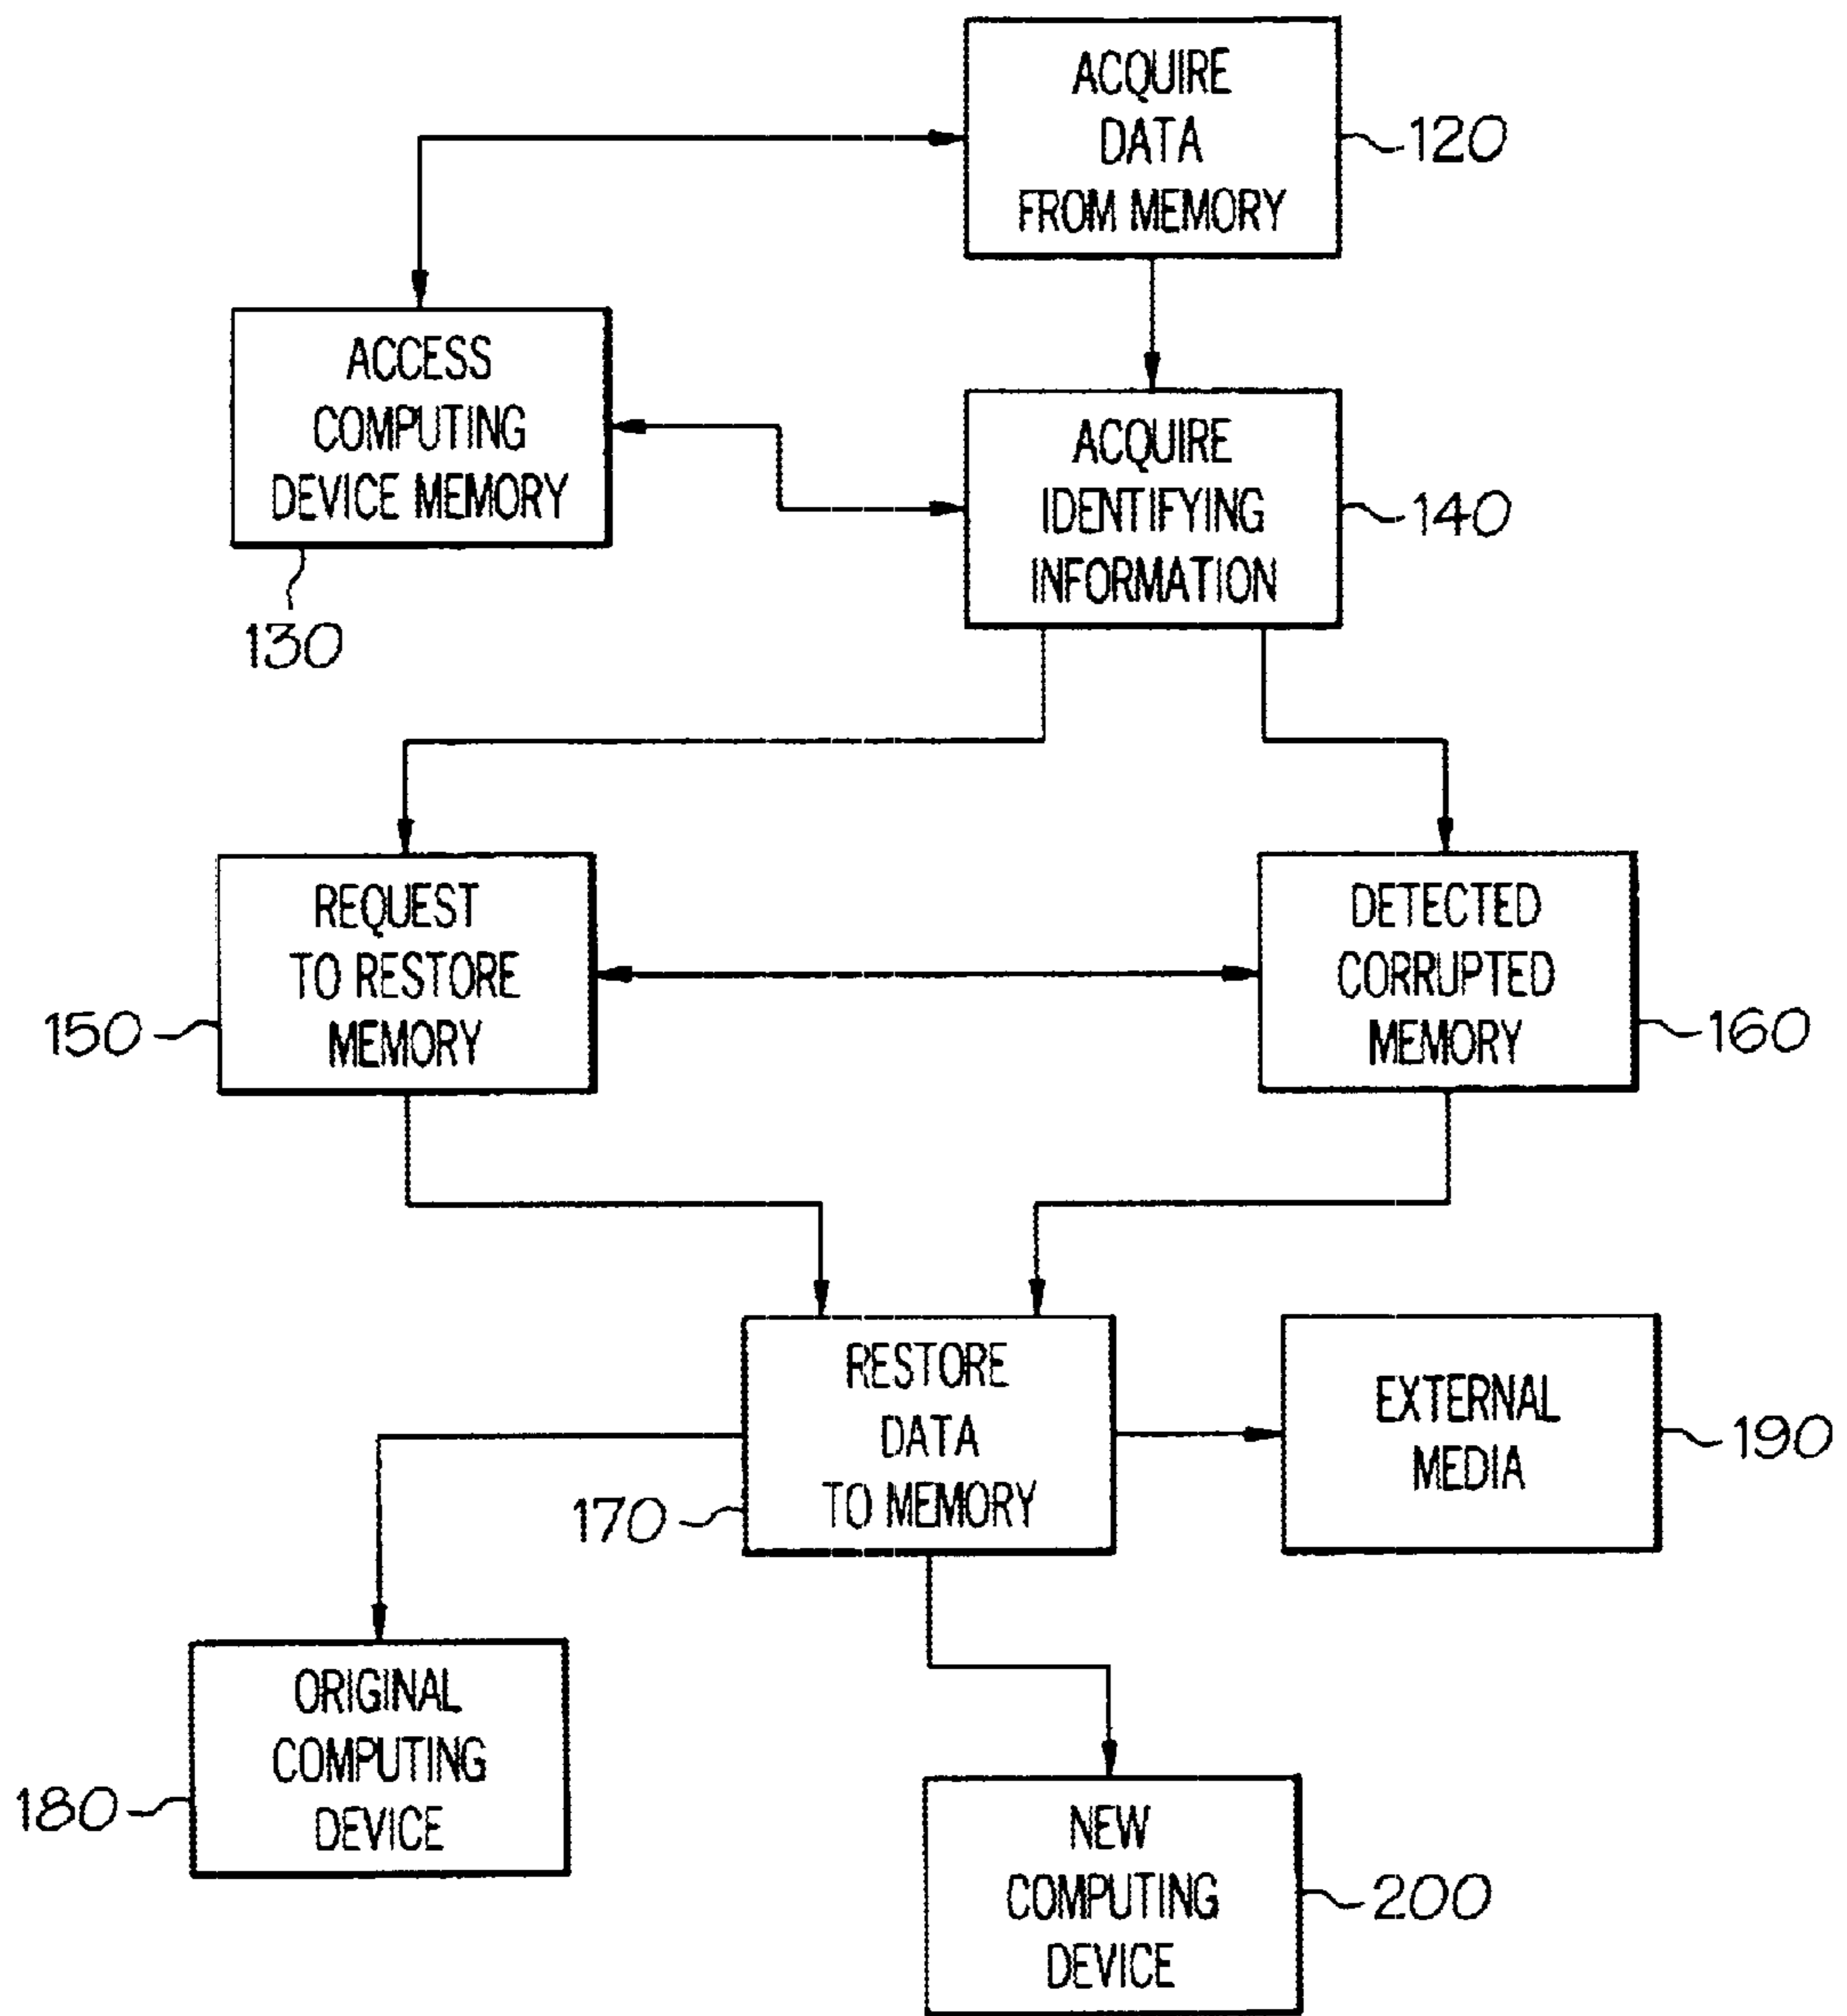 ACQUIRE
DATA
FROM MEMORY
120
ACCESS
COMPUTING
DEVICE MEMORY
130
ACQUIRE
IDENTIFYING
INFORMATION
140
REQUEST
TO RESTORE
MEMORY
150
DETECTED
CORRUPTED
MEMORY
160
RESTORE
DATA
TO MEMORY
170
EXTERNAL
MEDIA
190
ORIGINAL
COMPUTING
DEVICE
180
NEW
COMPUTING
DEVICE
200